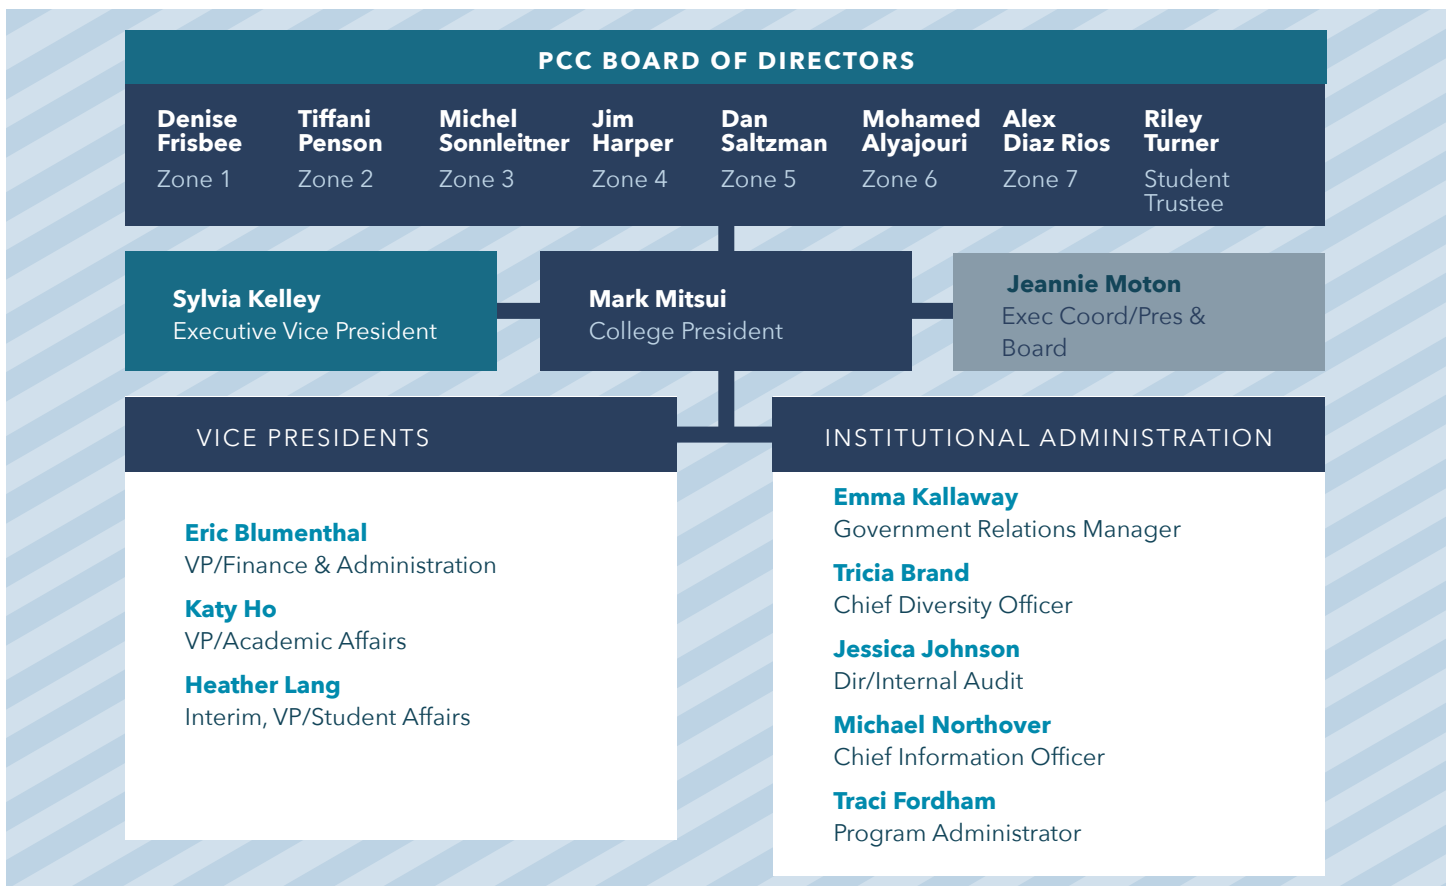 PCC BOARD OF DIRECTORS
Denise
Frisbee
Zone 1
Tiffani
Penson
Zone 2
Michel
Sonnleitner
Zone 3
Jim
Harper
Zone 4
Dan
Saltzman
Zone 5
Mohamed
Alyajouri
Zone 6
Alex
Diaz Rios
Zone 7
Riley
Turner
Student
Trustee
Sylvia Kelley
Executive Vice President
Mark Mitsui
College President
Jeannie Moton
Exec Coord/Pres &
Board
VICE PRESIDENTS
Eric Blumenthal
VP/Finance & Administration
Katy Ho
VP/Academic Affairs
Heather Lang
Interim, VP/Student Affairs
INSTITUTIONAL ADMINISTRATION
Emma Kallaway
Government Relations Manager
Tricia Brand
Chief Diversity Officer
Jessica Johnson
Dir/Internal Audit
Michael Northover
Chief Information Officer
Traci Fordham
Program Administrator